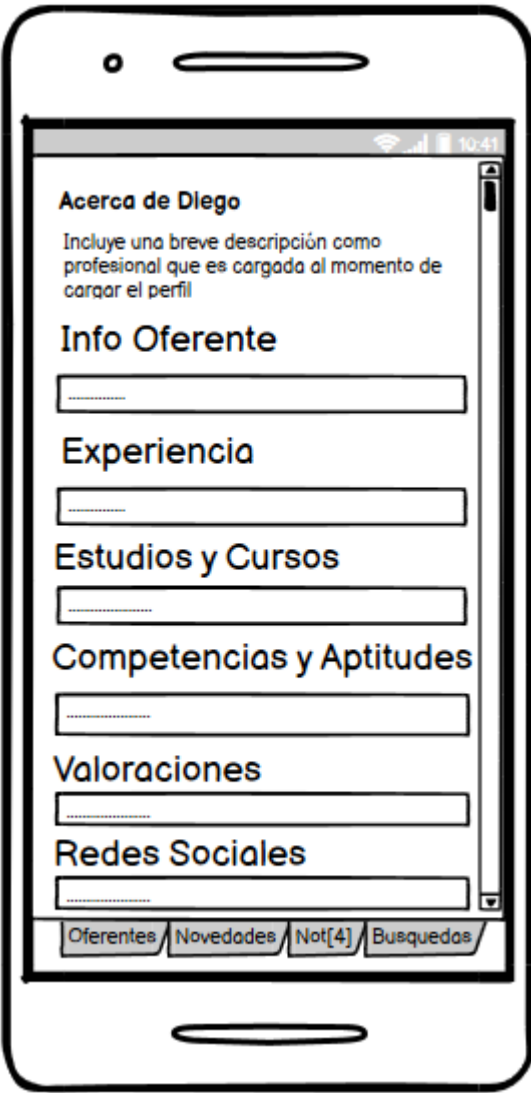 10:41
Acerca de Diego
Incluye una breve descripción como
profesional que es cargada al momento de
cargar el perfil
Info Oferente
...............
Experiencia
...............
Estudios y Cursos
......................
Competencias y Aptitudes
......................
Valoraciones
......................
Redes Sociales
......................
Oferentes Novedades Not[4] Busquedas